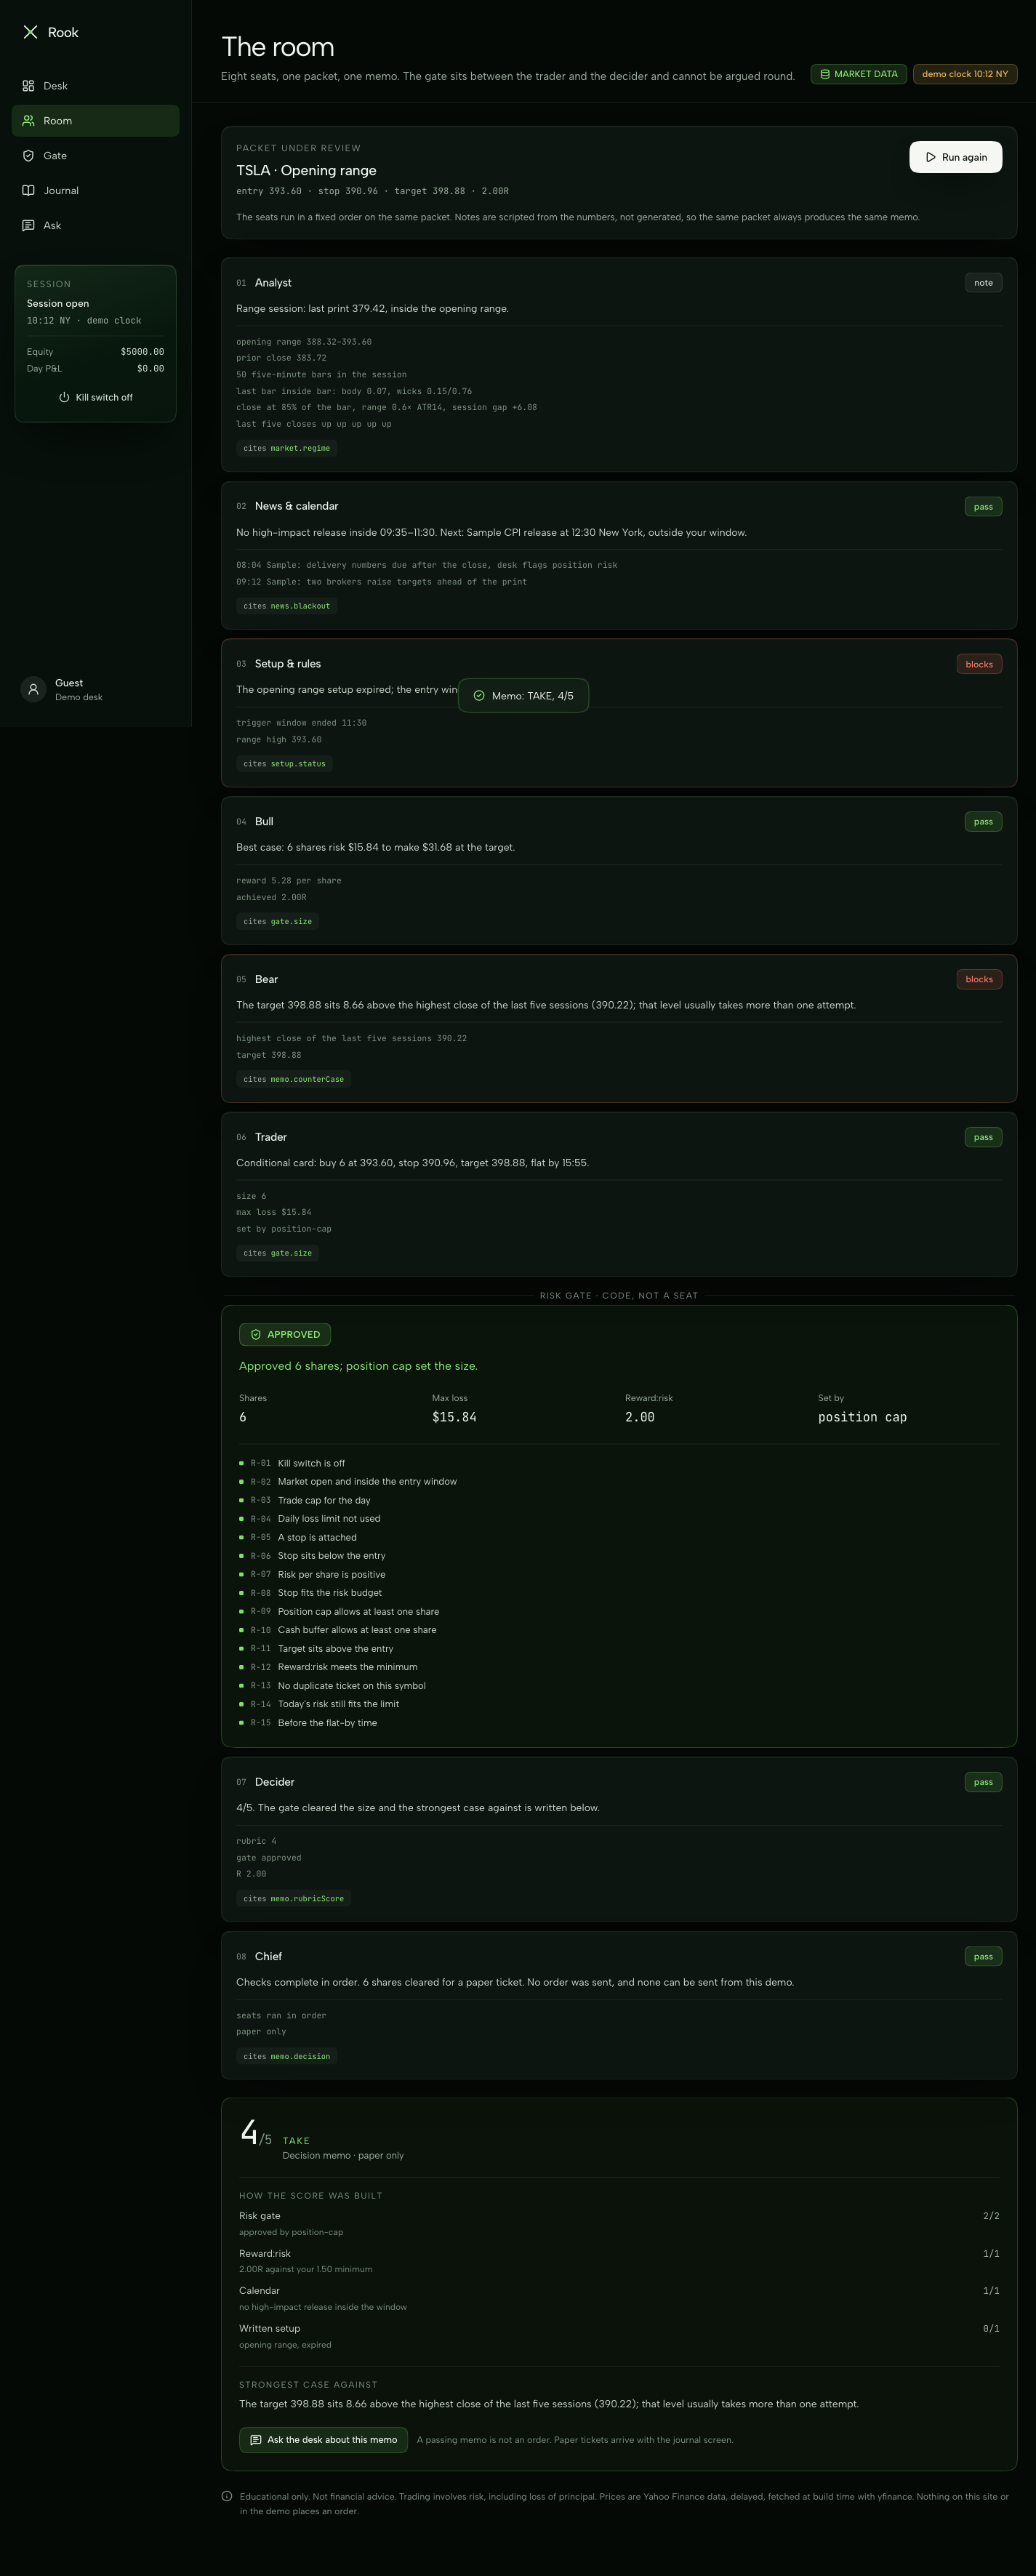 Rook
Desk
Room
Gate
Journal
Ask
SESSION
Session open
10:12 NY · demo clock
Equity $5000.00
Day P&L $0.00
Kill switch off
Guest
Demo desk
The room
Eight seats, one packet, one memo. The gate sits between the trader and the decider and cannot be argued round.
MARKET DATA
demo clock 10:12 NY
PACKET UNDER REVIEW
TSLA · Opening range
entry 393.60 · stop 390.96 · target 398.88 · 2.00R
Run again
The seats run in a fixed order on the same packet. Notes are scripted from the numbers, not generated, so the same packet always produces the same memo.
01 Analyst note
Range session: last print 379.42, inside the opening range.
opening range 388.32–393.60
prior close 383.72
50 five-minute bars in the session
last bar inside bar: body 0.07, wicks 0.15/0.76
close at 85% of the bar, range 0.6× ATR14, session gap +6.08
last five closes up up up up up
cites market.regime
02 News & calendar pass
No high-impact release inside 09:35–11:30. Next: Sample CPI release at 12:30 New York, outside your window.
08:04 Sample: delivery numbers due after the close, desk flags position risk
09:12 Sample: two brokers raise targets ahead of the print
cites news.blackout
03 Setup & rules blocks
The opening range setup expired; the entry win
Memo: TAKE, 4/5
trigger window ended 11:30
range high 393.60
cites setup.status
04 Bull pass
Best case: 6 shares risk $15.84 to make $31.68 at the target.
reward 5.28 per share
achieved 2.00R
cites gate.size
05 Bear blocks
The target 398.88 sits 8.66 above the highest close of the last five sessions (390.22); that level usually takes more than one attempt.
highest close of the last five sessions 390.22
target 398.88
cites memo.counterCase
06 Trader pass
Conditional card: buy 6 at 393.60, stop 390.96, target 398.88, flat by 15:55.
size 6
max loss $15.84
set by position-cap
cites gate.size
RISK GATE · CODE, NOT A SEAT
APPROVED
Approved 6 shares; position cap set the size.
Shares Max loss Reward:risk Set by
6 $15.84 2.00 position cap
R-01 Kill switch is off
R-02 Market open and inside the entry window
R-03 Trade cap for the day
R-04 Daily loss limit not used
R-05 A stop is attached
R-06 Stop sits below the entry
R-07 Risk per share is positive
R-08 Stop fits the risk budget
R-09 Position cap allows at least one share
R-10 Cash buffer allows at least one share
R-11 Target sits above the entry
R-12 Reward:risk meets the minimum
R-13 No duplicate ticket on this symbol
R-14 Today's risk still fits the limit
R-15 Before the flat-by time
07 Decider pass
4/5. The gate cleared the size and the strongest case against is written below.
rubric 4
gate approved
R 2.00
cites memo.rubricScore
08 Chief pass
Checks complete in order. 6 shares cleared for a paper ticket. No order was sent, and none can be sent from this demo.
seats ran in order
paper only
cites memo.decision
4/5 TAKE
Decision memo · paper only
HOW THE SCORE WAS BUILT
Risk gate 2/2
approved by position-cap
Reward:risk 1/1
2.00R against your 1.50 minimum
Calendar 1/1
no high-impact release inside the window
Written setup 0/1
opening range, expired
STRONGEST CASE AGAINST
The target 398.88 sits 8.66 above the highest close of the last five sessions (390.22); that level usually takes more than one attempt.
Ask the desk about this memo
A passing memo is not an order. Paper tickets arrive with the journal screen.
Educational only. Not financial advice. Trading involves risk, including loss of principal. Prices are Yahoo Finance data, delayed, fetched at build time with yfinance. Nothing on this site or
in the demo places an order.